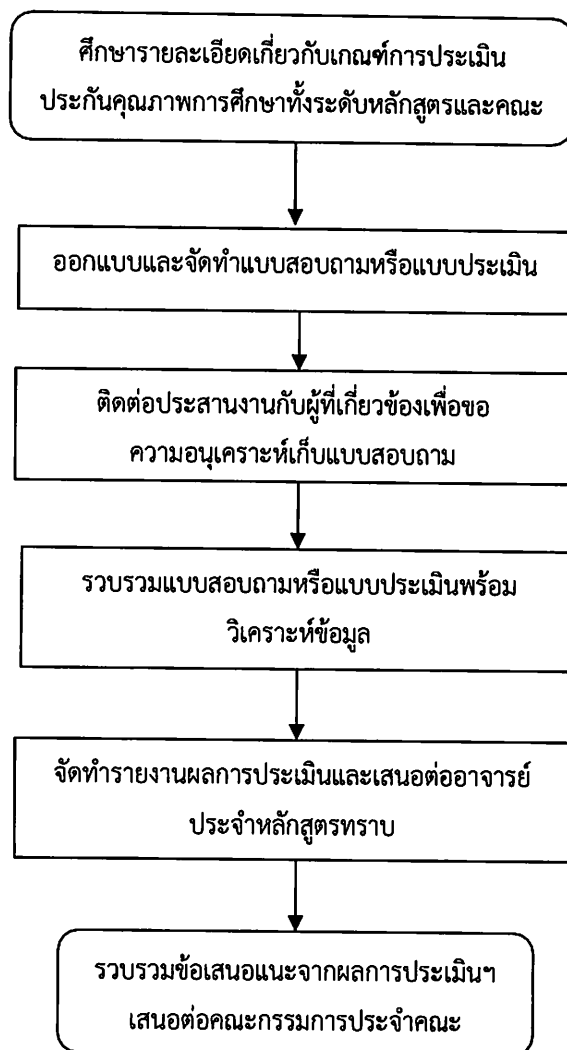 ศึกษารายละเอียดเกี่ยวกับเกณฑ์การประเมิน
ประกันคุณภาพการศึกษาทั้งระดับหลักสูตรและคณะ
ออกแบบและจัดทำแบบสอบถามหรือแบบประเมิน
ติดต่อประสานงานกับผู้ที่เกี่ยวข้องเพื่อขอ
ความอนุเคราะห์เก็บแบบสอบถาม
รวบรวมแบบสอบถามหรือแบบประเมินพร้อม
วิเคราะห์ข้อมูล
จัดทำรายงานผลการประเมินและเสนอต่ออาจารย์
ประจำหลักสูตรทราบ
รวบรวมข้อเสนอแนะจากผลการประเมินฯ
เสนอต่อคณะกรรมการประจำคณะ